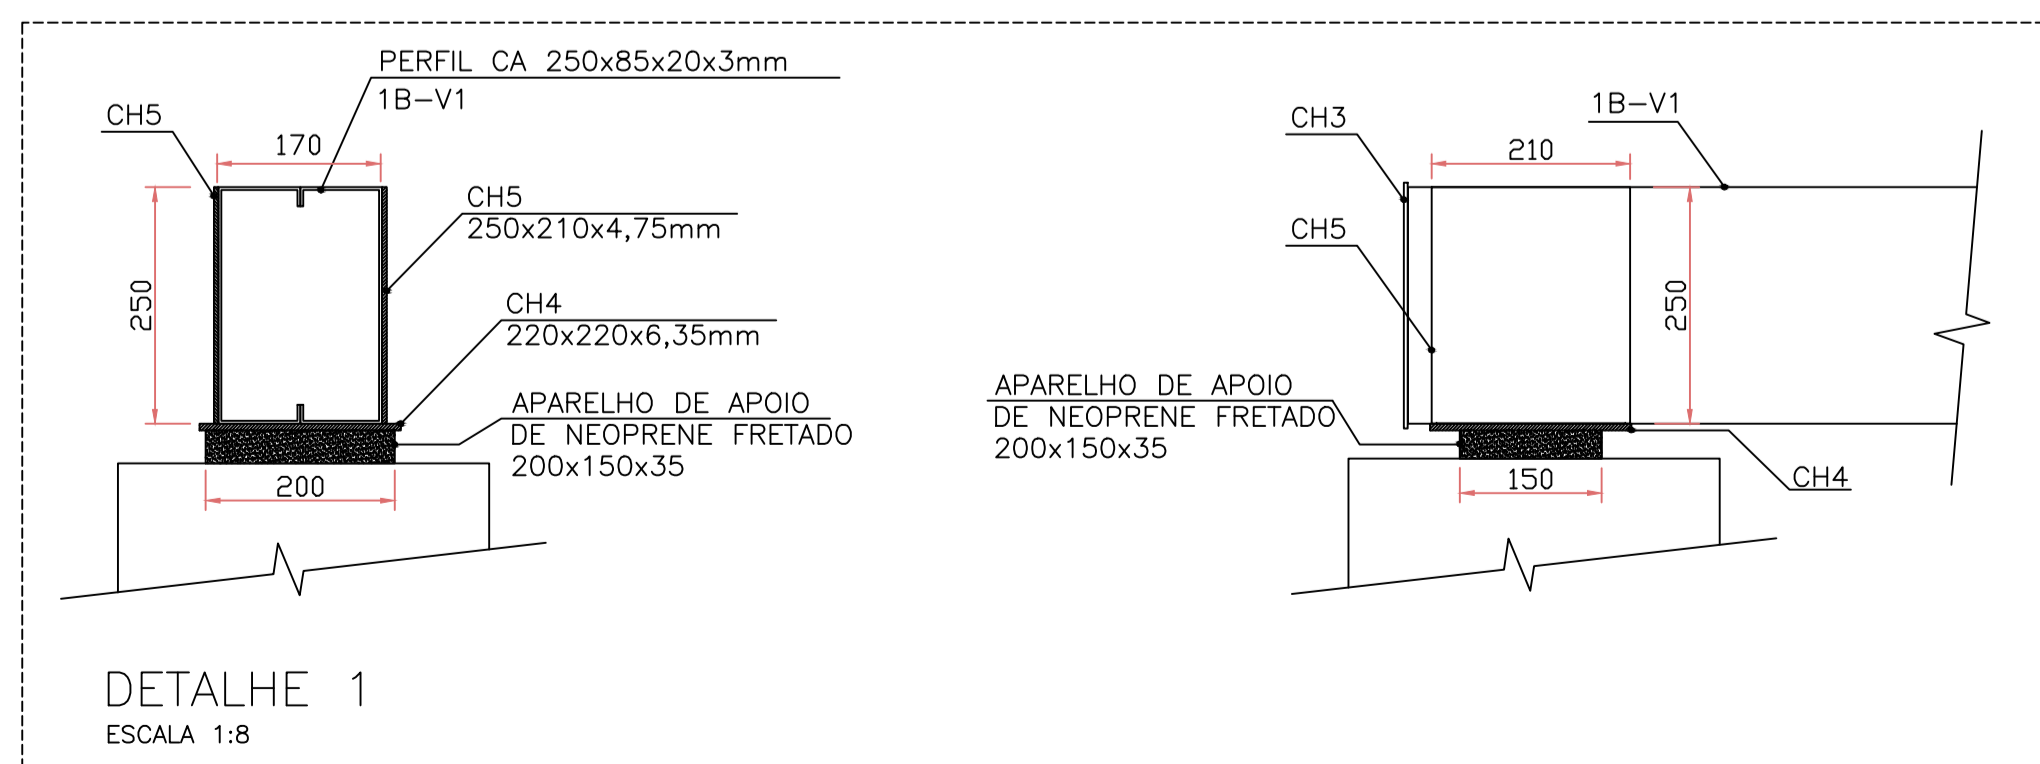 PERFIL CA 250x85x20x3mm
1B-V1
CH5
170
CH5
250x210x4,75mm
250
CH4
220x220x6,35mm
APARELHO DE APOIO
DE NEOPRENE FRETADO
200x150x35
200
DETALHE 1
ESCALA 1:8
CH3
1B-V1
210
CH5
250
APARELHO DE APOIO
DE NEOPRENE FRETADO
200x150x35
150
CH4